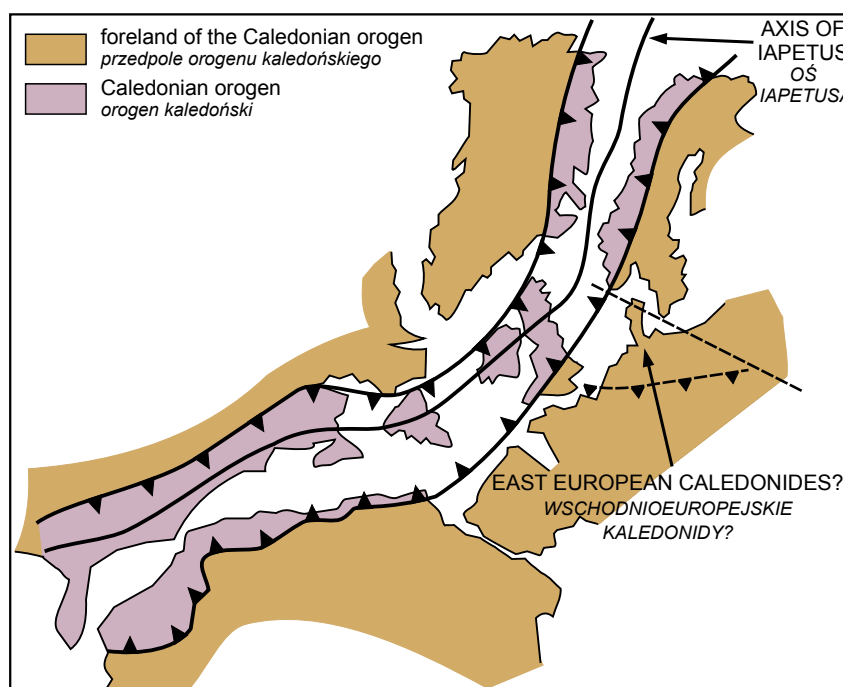 foreland of the Caledonian orogen
przedpole orogenu kaledońskiego
Caledonian orogen
orogen kaledoński
AXIS OF
IAPETUS
OŚ
IAPETUSA
EAST EUROPEAN CALEDONIDES?
WSCHODNIOEUROPEJSKIE
KALEDONIDY?